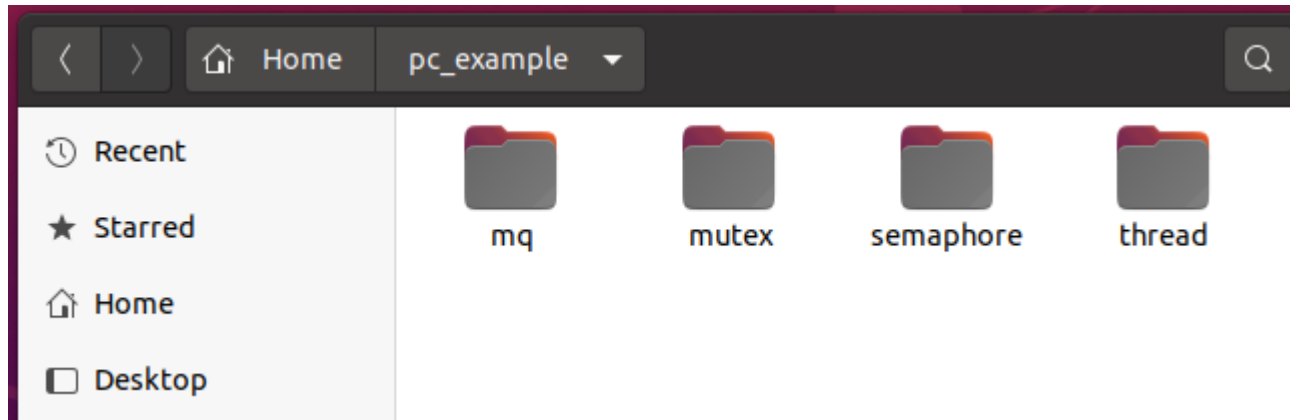 Home pc_example
Recent
Starred
Home
Desktop
mq mutex semaphore thread